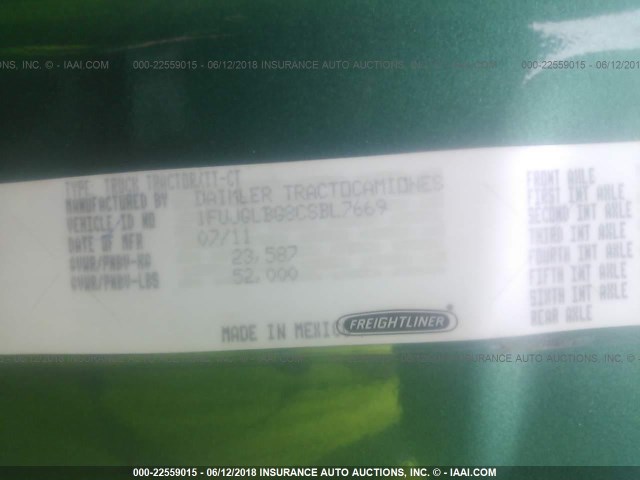 INC. © - IAAI.COM 000-22559015 - 06/12/2018 INSURANCE AUTO AUCTIONS, INC. © - IAAI.COM 000-22559015 - 06/12/2018 INSURANCE
TYPE TRUCK TRACTOR/TT-CT
MANUFACTURED BY DAIMLER TRACTOCAMIONES
VEHICLE/ID NO 1FUJGLBG8CSBL7669
DATE OF MFR 07/11
GVWR/PNBV-KG 23,587
GVWR/PNBV-LBS 52,000
MADE IN MEXICO
FREIGHTLINER
FRONT AXLE
FIRST INT AXLE
SECOND INT AXLE
THIRD INT AXLE
FOURTH INT AXLE
FIFTH INT AXLE
SIXTH INT AXLE
REAR AXLE
000-22559015 - 06/12/2018 INSURANCE AUTO AUCTIONS, INC. © - IAAI.COM